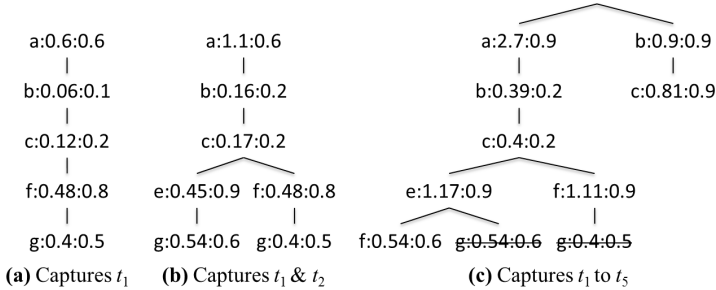 a:0.6:0.6 a:1.1:0.6 a:2.7:0.9 b:0.9:0.9
b:0.06:0.1 b:0.16:0.2 b:0.39:0.2 c:0.81:0.9
c:0.12:0.2 c:0.17:0.2 c:0.4:0.2
f:0.48:0.8 e:0.45:0.9 f:0.48:0.8 e:1.17:0.9 f:1.11:0.9
g:0.4:0.5 g:0.54:0.6 g:0.4:0.5 f:0.54:0.6 g:0.54:0.6 g:0.4:0.5
(a) Captures t₁ (b) Captures t₁ & t₂ (c) Captures t₁ to t₅